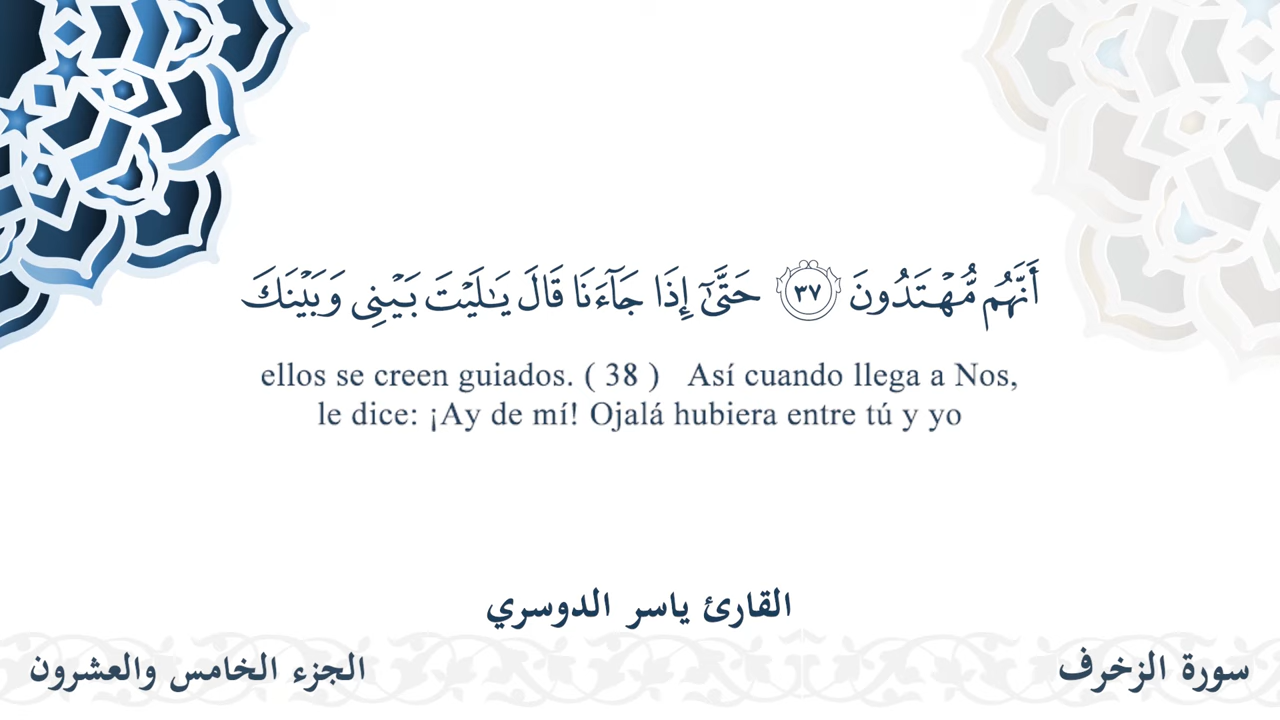 أَنَّهُم مُّهْتَدُونَ ٣٧ حَتَّىٰٓ إِذَا جَآءَنَا قَالَ يَـٰلَيْتَ بَيْنِى وَبَيْنَكَ
ellos se creen guiados. ( 38 ) Así cuando llega a Nos,
le dice: ¡Ay de mí! Ojalá hubiera entre tú y yo
القارئ ياسر الدوسري
سورة الزخرف
الجزء الخامس والعشرون